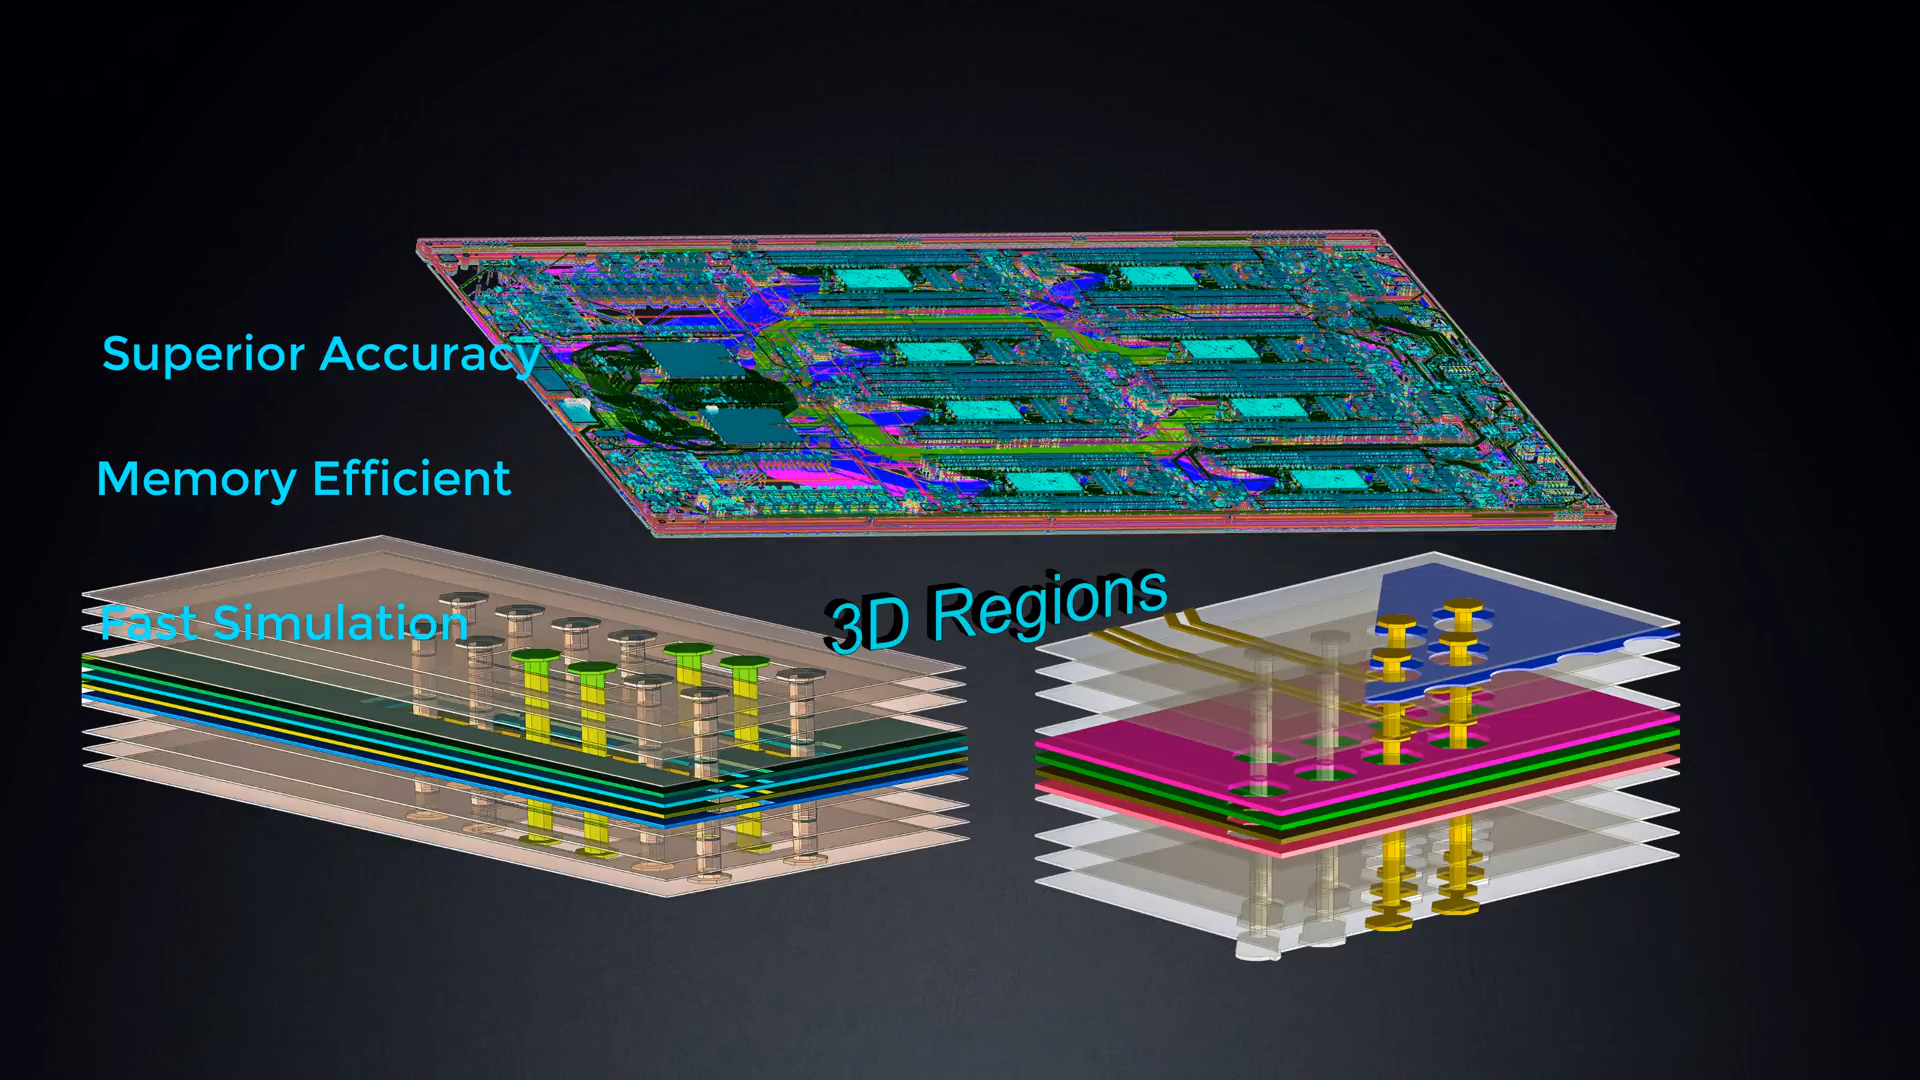 Superior Accuracy
Memory Efficient
Fast Simulation
3D Regions